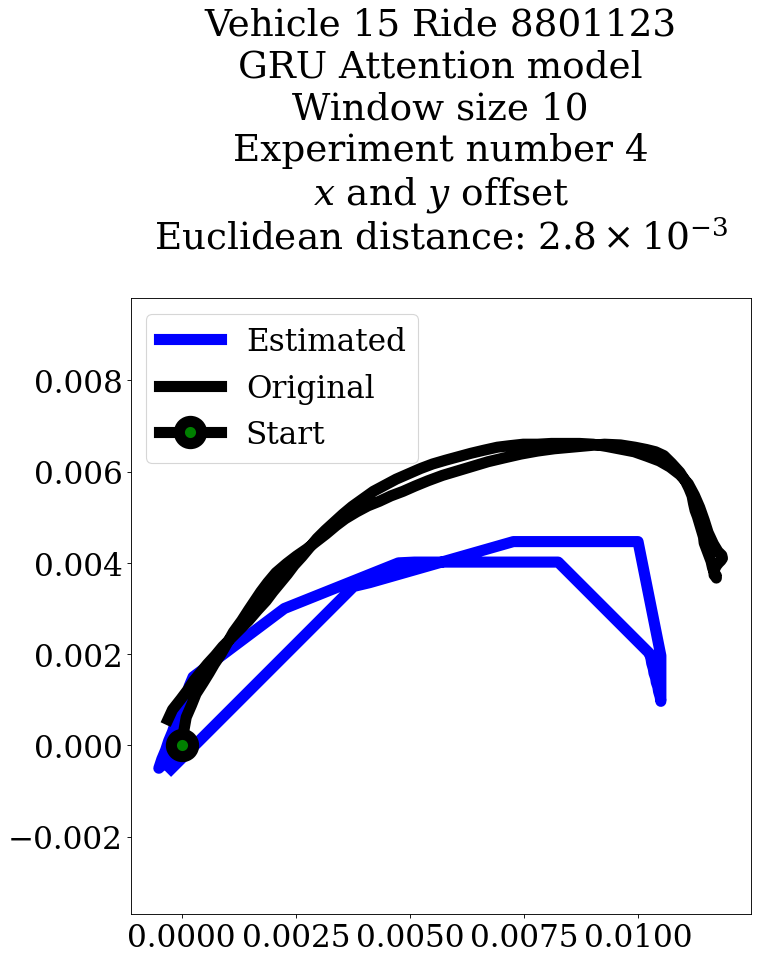 Vehicle 15 Ride 8801123
GRU Attention model
Window size 10
Experiment number 4
x and y offset
Euclidean distance: 2.8 × 10⁻³
Estimated
Original
Start
0.008
0.006
0.004
0.002
0.000
−0.002
0.0000 0.0025 0.0050 0.0075 0.0100